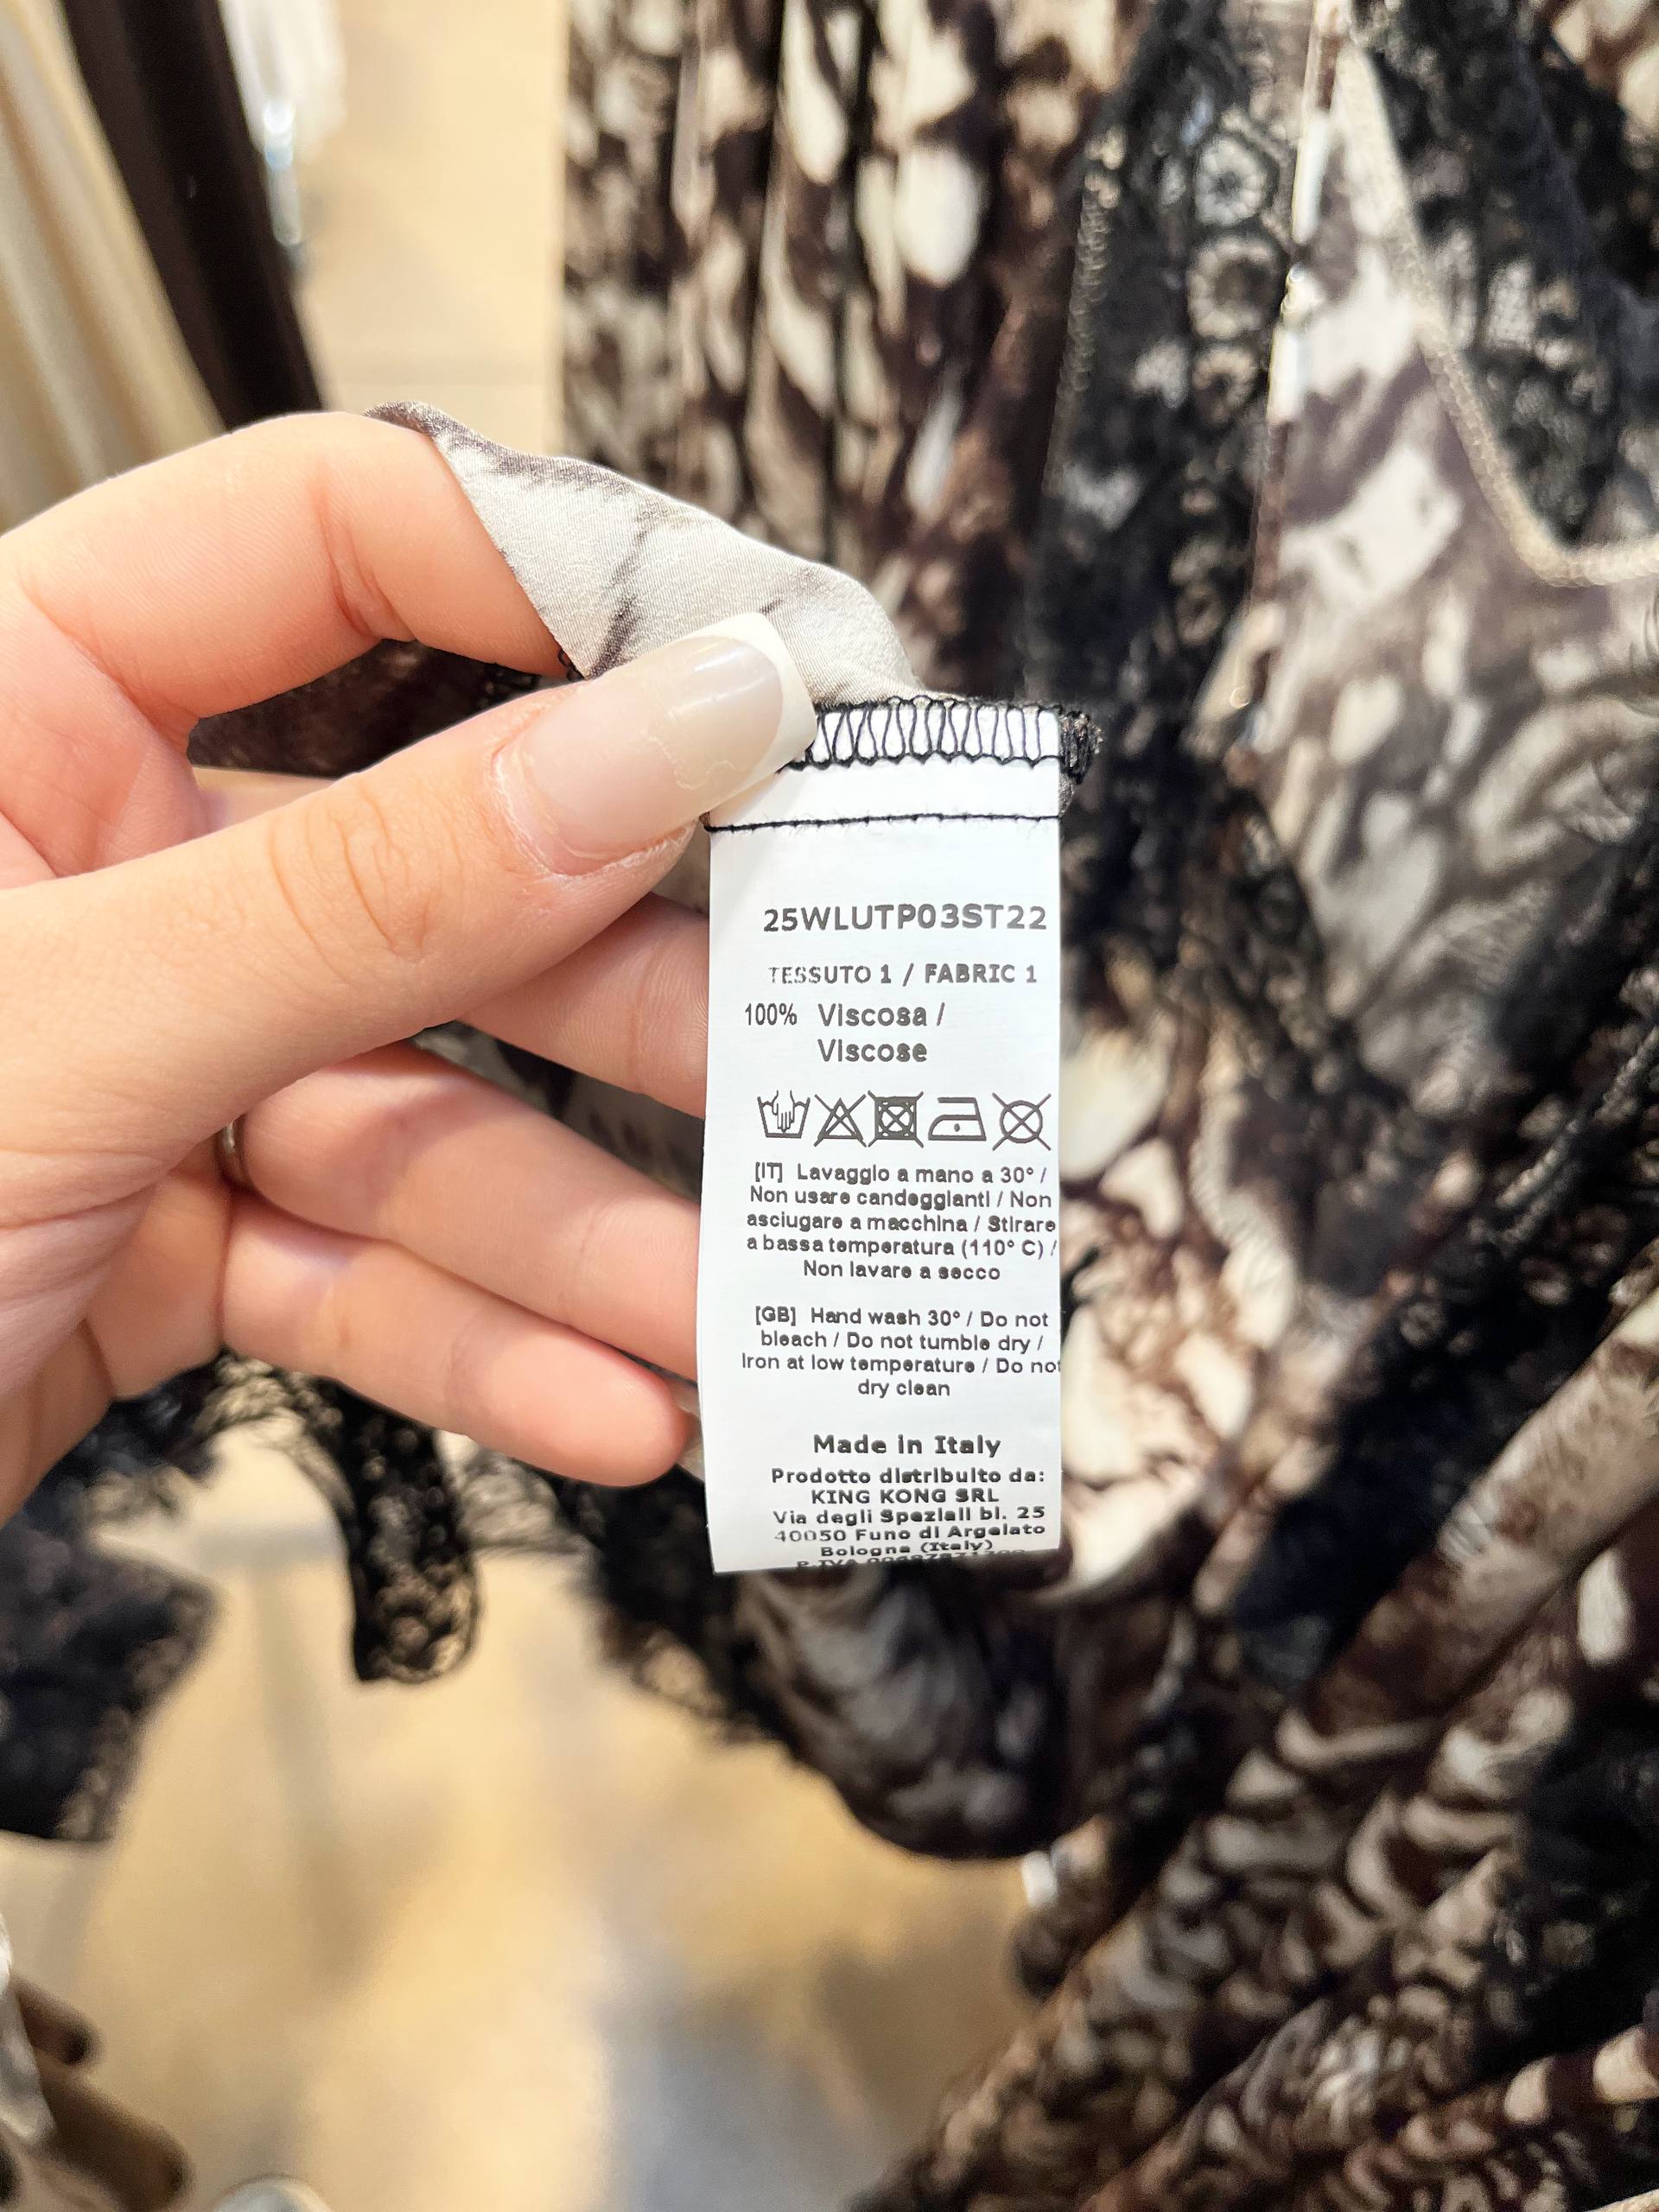 25WLUTP03ST22
TESSUTO 1 / FABRIC 1
100% Viscosa /
Viscose
[IT] Lavaggio a mano a 30° /
Non usare candeggianti / Non
asciugare a macchina / Stirare
a bassa temperatura (110° C) /
Non lavare a secco
[GB] Hand wash 30° / Do not
bleach / Do not tumble dry /
Iron at low temperature / Do not
dry clean
Made in Italy
Prodotto distribuito da:
KING KONG SRL
Via degli Speziali bl. 25
40050 Funo di Argelato
Bologna (Italy)
P.IVA